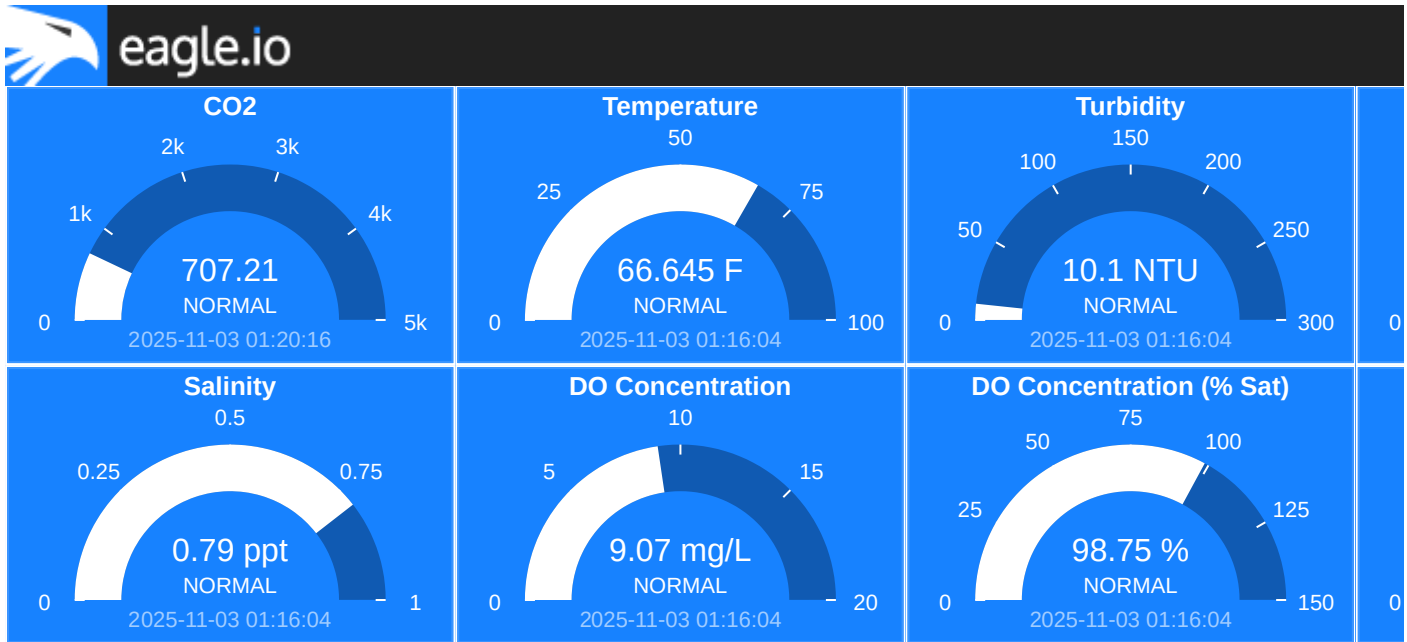 eagle.io
CO2
2k 3k
1k 4k
707.21
NORMAL
0 5k
2025-11-03 01:20:16
Temperature
50
25 75
66.645 F
NORMAL
0 100
2025-11-03 01:16:04
Turbidity
150
100 200
50 250
10.1 NTU
NORMAL
0 300
2025-11-03 01:16:04
0
Salinity
0.5
0.25 0.75
0.79 ppt
NORMAL
0 1
2025-11-03 01:16:04
DO Concentration
10
5 15
9.07 mg/L
NORMAL
0 20
2025-11-03 01:16:04
DO Concentration (% Sat)
75
50 100
25 125
98.75 %
NORMAL
0 150
2025-11-03 01:16:04
0